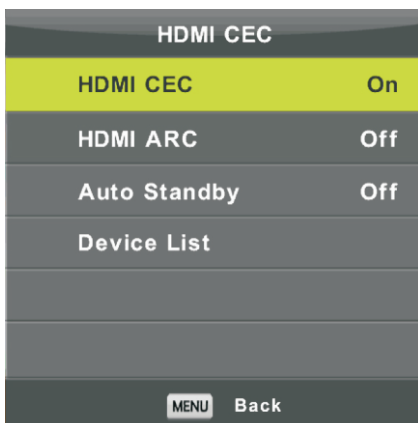 HDMI CEC
HDMI CEC On
HDMI ARC Off
Auto Standby Off
Device List
MENU Back